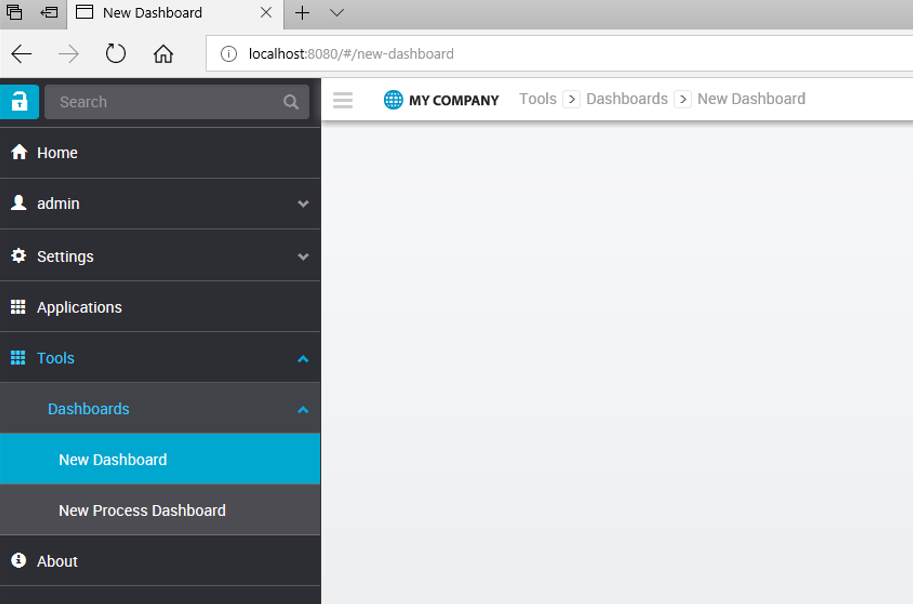 New Dashboard
localhost:8080/#/new-dashboard
Search
MY COMPANY Tools > Dashboards > New Dashboard
Home
admin
Settings
Applications
Tools
Dashboards
New Dashboard
New Process Dashboard
About